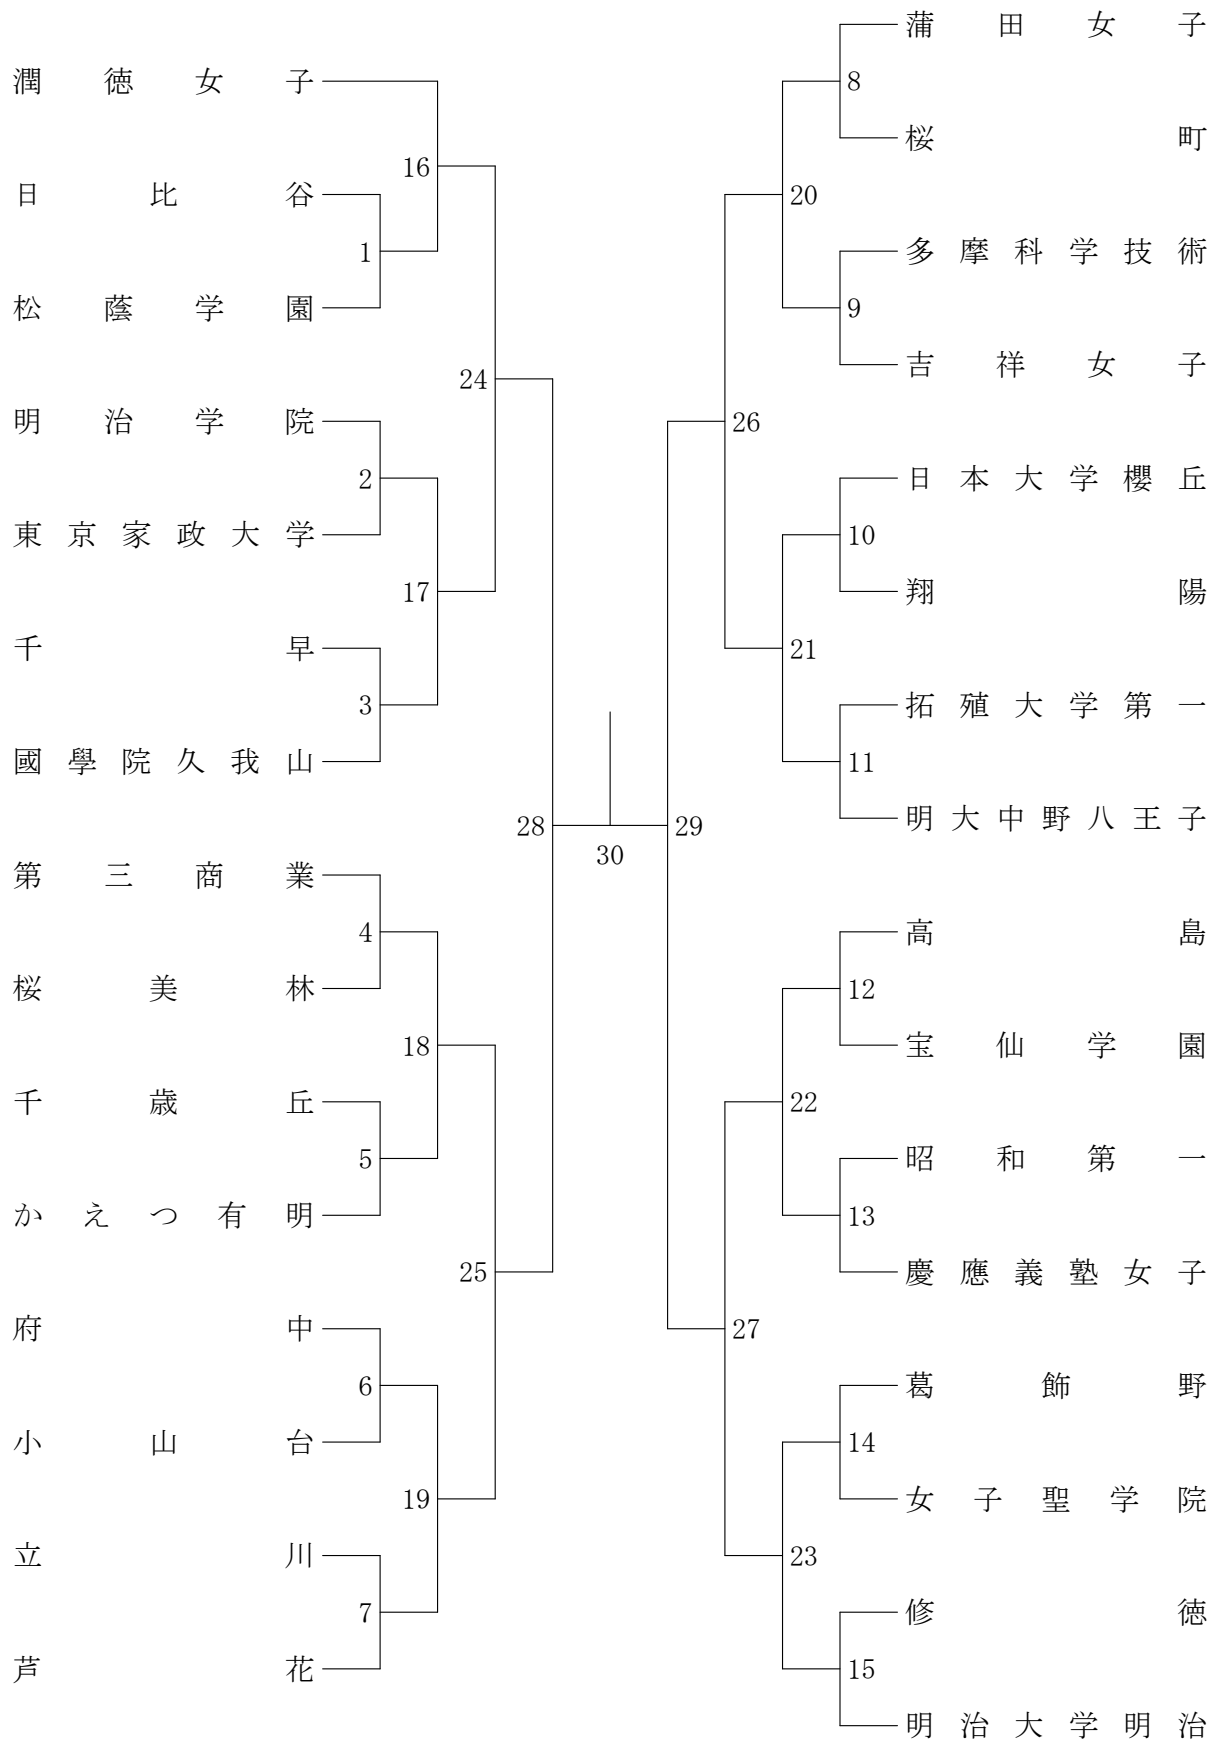 潤徳女子
16
日比谷
1
松蔭学園
24
明治学院
2
東京家政大学
17
千早
3
國學院久我山
28
第三商業
4
桜美林
18
千歳丘
5
かえつ有明
25
府中
6
小山台
19
立川
7
芦花
30
蒲田女子
8
桜町
20
多摩科学技術
9
吉祥女子
26
日本大学櫻丘
10
翔陽
21
拓殖大学第一
11
明大中野八王子
29
高島
12
宝仙学園
22
昭和第一
13
慶應義塾女子
27
葛飾野
14
女子聖学院
23
修徳
15
明治大学明治